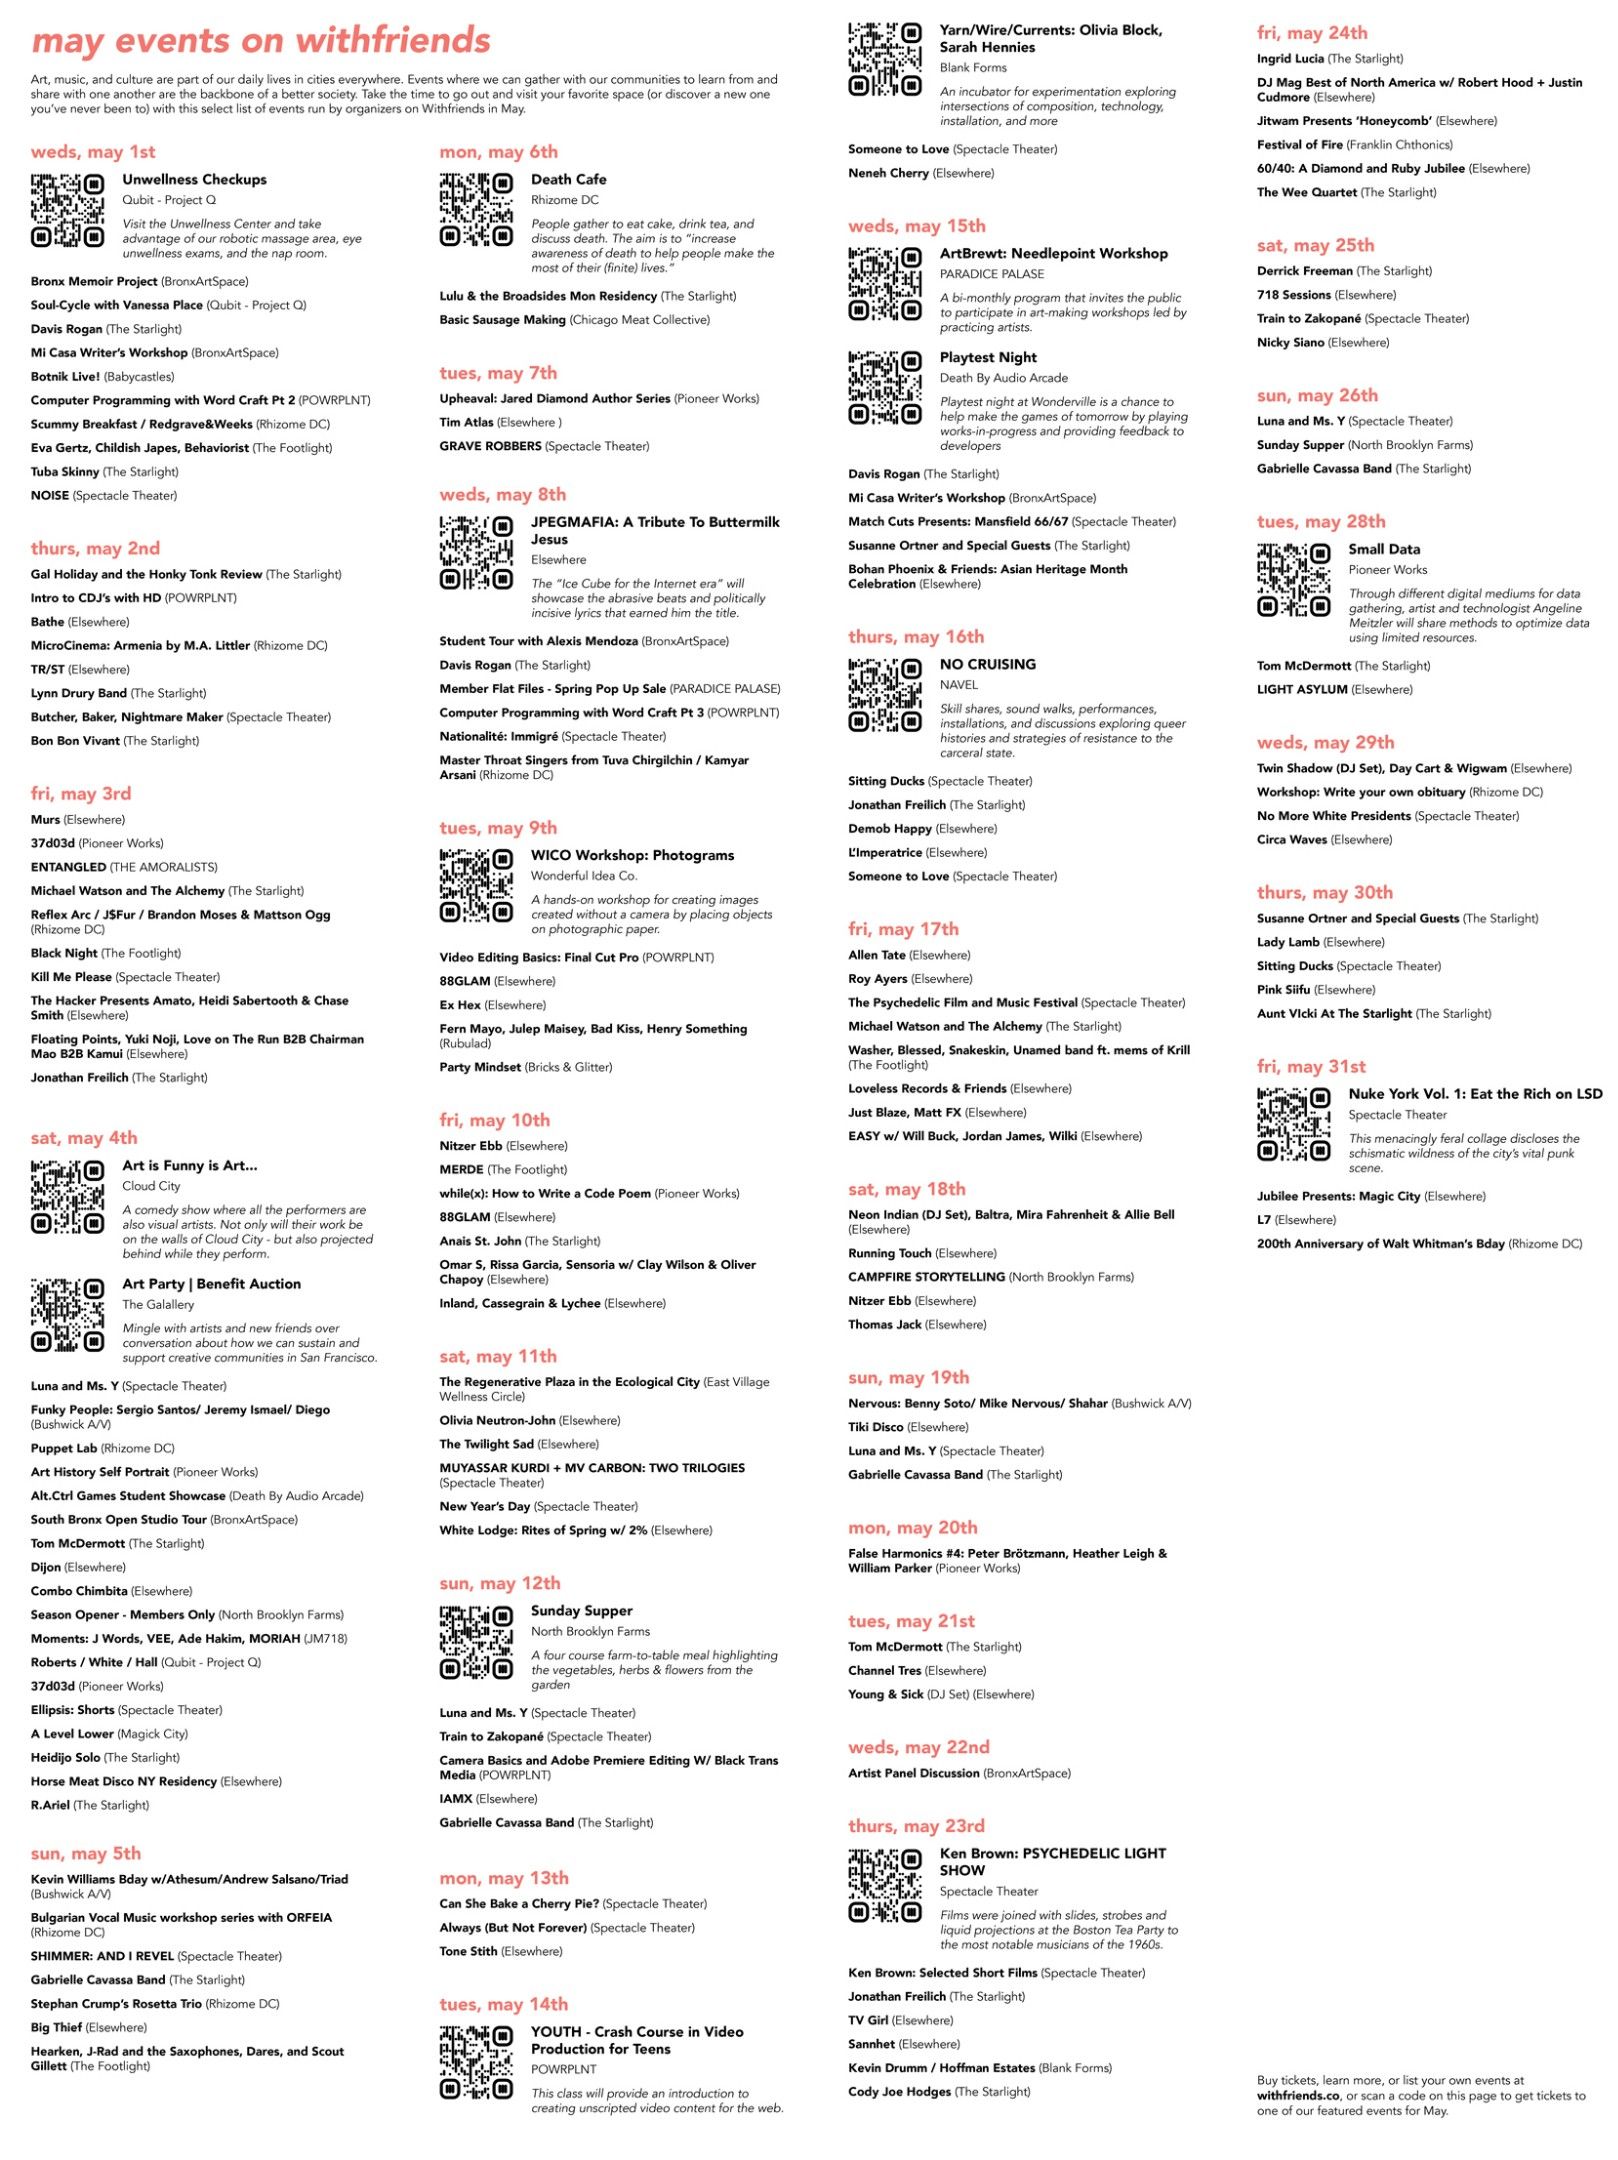 may events on withfriends
Art, music, and culture are part of our daily lives in cities everywhere. Events where we can gather with our communities to learn from and
share with one another are the backbone of a better society. Take the time to go out and visit your favorite space (or discover a new one
you've never been to) with this select list of events run by organizers on Withfriends in May.
weds, may 1st
Unwellness Checkups
Qubit - Project Q
Visit the Unwellness Center and take
advantage of our robotic massage area, eye
unwellness exams, and the nap room.
Bronx Memoir Project (BronxArtSpace)
Soul-Cycle with Vanessa Place (Qubit - Project Q)
Davis Rogan (The Starlight)
Mi Casa Writer's Workshop (BronxArtSpace)
Botnik Live! (Babycastles)
Computer Programming with Word Craft Pt 2 (POWRPLNT)
Scummy Breakfast / Redgrave&Weeks (Rhizome DC)
Eva Gertz, Childish Japes, Behaviorist (The Footlight)
Tuba Skinny (The Starlight)
NOISE (Spectacle Theater)
thurs, may 2nd
Gal Holiday and the Honky Tonk Review (The Starlight)
Intro to CDJ's with HD (POWRPLNT)
Bathe (Elsewhere)
MicroCinema: Armenia by M.A. Littler (Rhizome DC)
TR/ST (Elsewhere)
Lynn Drury Band (The Starlight)
Butcher, Baker, Nightmare Maker (Spectacle Theater)
Bon Bon Vivant (The Starlight)
fri, may 3rd
Murs (Elsewhere)
37d03d (Pioneer Works)
ENTANGLED (THE AMORALISTS)
Michael Watson and The Alchemy (The Starlight)
Reflex Arc / J$Fur / Brandon Moses & Mattson Ogg
(Rhizome DC)
Black Night (The Footlight)
Kill Me Please (Spectacle Theater)
The Hacker Presents Amato, Heidi Sabertooth & Chase
Smith (Elsewhere)
Floating Points, Yuki Noji, Love on The Run B2B Chairman
Mao B2B Kamui (Elsewhere)
Jonathan Freilich (The Starlight)
sat, may 4th
Art is Funny is Art...
Cloud City
A comedy show where all the performers are
also visual artists. Not only will their work be
on the walls of Cloud City - but also projected
behind while they perform.
Art Party | Benefit Auction
The Galallery
Mingle with artists and new friends over
conversation about how we can sustain and
support creative communities in San Francisco.
Luna and Ms. Y (Spectacle Theater)
Funky People: Sergio Santos/ Jeremy Ismael/ Diego
(Bushwick A/V)
Puppet Lab (Rhizome DC)
Art History Self Portrait (Pioneer Works)
Alt.Ctrl Games Student Showcase (Death By Audio Arcade)
South Bronx Open Studio Tour (BronxArtSpace)
Tom McDermott (The Starlight)
Dijon (Elsewhere)
Combo Chimbita (Elsewhere)
Season Opener - Members Only (North Brooklyn Farms)
Moments: J Words, VEE, Ade Hakim, MORIAH (JM718)
Roberts / White / Hall (Qubit - Project Q)
37d03d (Pioneer Works)
Ellipsis: Shorts (Spectacle Theater)
A Level Lower (Magick City)
Heidijo Solo (The Starlight)
Horse Meat Disco NY Residency (Elsewhere)
R.Ariel (The Starlight)
sun, may 5th
Kevin Williams Bday w/Athesum/Andrew Salsano/Triad
(Bushwick A/V)
Bulgarian Vocal Music workshop series with ORFEIA
(Rhizome DC)
SHIMMER: AND I REVEL (Spectacle Theater)
Gabrielle Cavassa Band (The Starlight)
Stephan Crump's Rosetta Trio (Rhizome DC)
Big Thief (Elsewhere)
Hearken, J-Rad and the Saxophones, Dares, and Scout
Gillett (The Footlight)
mon, may 6th
Death Cafe
Rhizome DC
People gather to eat cake, drink tea, and
discuss death. The aim is to “increase
awareness of death to help people make the
most of their (finite) lives.”
Lulu & the Broadsides Mon Residency (The Starlight)
Basic Sausage Making (Chicago Meat Collective)
tues, may 7th
Upheaval: Jared Diamond Author Series (Pioneer Works)
Tim Atlas (Elsewhere )
GRAVE ROBBERS (Spectacle Theater)
weds, may 8th
JPEGMAFIA: A Tribute To Buttermilk
Jesus
Elsewhere
The “Ice Cube for the Internet era” will
showcase the abrasive beats and politically
incisive lyrics that earned him the title.
Student Tour with Alexis Mendoza (BronxArtSpace)
Davis Rogan (The Starlight)
Member Flat Files - Spring Pop Up Sale (PARADICE PALASE)
Computer Programming with Word Craft Pt 3 (POWRPLNT)
Nationalité: Immigré (Spectacle Theater)
Master Throat Singers from Tuva Chirgilchin / Kamyar
Arsani (Rhizome DC)
tues, may 9th
WICO Workshop: Photograms
Wonderful Idea Co.
A hands-on workshop for creating images
created without a camera by placing objects
on photographic paper.
Video Editing Basics: Final Cut Pro (POWRPLNT)
88GLAM (Elsewhere)
Ex Hex (Elsewhere)
Fern Mayo, Julep Maisey, Bad Kiss, Henry Something
(Rubulad)
Party Mindset (Bricks & Glitter)
fri, may 10th
Nitzer Ebb (Elsewhere)
MERDE (The Footlight)
while(x): How to Write a Code Poem (Pioneer Works)
88GLAM (Elsewhere)
Anais St. John (The Starlight)
Omar S, Rissa Garcia, Sensoria w/ Clay Wilson & Oliver
Chapoy (Elsewhere)
Inland, Cassegrain & Lychee (Elsewhere)
sat, may 11th
The Regenerative Plaza in the Ecological City (East Village
Wellness Circle)
Olivia Neutron-John (Elsewhere)
The Twilight Sad (Elsewhere)
MUYASSAR KURDI + MV CARBON: TWO TRILOGIES
(Spectacle Theater)
New Year's Day (Spectacle Theater)
White Lodge: Rites of Spring w/ 2% (Elsewhere)
sun, may 12th
Sunday Supper
North Brooklyn Farms
A four course farm-to-table meal highlighting
the vegetables, herbs & flowers from the
garden
Luna and Ms. Y (Spectacle Theater)
Train to Zakopané (Spectacle Theater)
Camera Basics and Adobe Premiere Editing W/ Black Trans
Media (POWRPLNT)
IAMX (Elsewhere)
Gabrielle Cavassa Band (The Starlight)
mon, may 13th
Can She Bake a Cherry Pie? (Spectacle Theater)
Always (But Not Forever) (Spectacle Theater)
Tone Stith (Elsewhere)
tues, may 14th
YOUTH - Crash Course in Video
Production for Teens
POWRPLNT
This class will provide an introduction to
creating unscripted video content for the web.
Yarn/Wire/Currents: Olivia Block,
Sarah Hennies
Blank Forms
An incubator for experimentation exploring
intersections of composition, technology,
installation, and more
Someone to Love (Spectacle Theater)
Neneh Cherry (Elsewhere)
weds, may 15th
ArtBrewt: Needlepoint Workshop
PARADICE PALASE
A bi-monthly program that invites the public
to participate in art-making workshops led by
practicing artists.
Playtest Night
Death By Audio Arcade
Playtest night at Wonderville is a chance to
help make the games of tomorrow by playing
works-in-progress and providing feedback to
developers
Davis Rogan (The Starlight)
Mi Casa Writer's Workshop (BronxArtSpace)
Match Cuts Presents: Mansfield 66/67 (Spectacle Theater)
Susanne Ortner and Special Guests (The Starlight)
Bohan Phoenix & Friends: Asian Heritage Month
Celebration (Elsewhere)
thurs, may 16th
NO CRUISING
NAVEL
Skill shares, sound walks, performances,
installations, and discussions exploring queer
histories and strategies of resistance to the
carceral state.
Sitting Ducks (Spectacle Theater)
Jonathan Freilich (The Starlight)
Demob Happy (Elsewhere)
L'Imperatrice (Elsewhere)
Someone to Love (Spectacle Theater)
fri, may 17th
Allen Tate (Elsewhere)
Roy Ayers (Elsewhere)
The Psychedelic Film and Music Festival (Spectacle Theater)
Michael Watson and The Alchemy (The Starlight)
Washer, Blessed, Snakeskin, Unamed band ft. mems of Krill
(The Footlight)
Loveless Records & Friends (Elsewhere)
Just Blaze, Matt FX (Elsewhere)
EASY w/ Will Buck, Jordan James, Wilki (Elsewhere)
sat, may 18th
Neon Indian (DJ Set), Baltra, Mira Fahrenheit & Allie Bell
(Elsewhere)
Running Touch (Elsewhere)
CAMPFIRE STORYTELLING (North Brooklyn Farms)
Nitzer Ebb (Elsewhere)
Thomas Jack (Elsewhere)
sun, may 19th
Nervous: Benny Soto/ Mike Nervous/ Shahar (Bushwick A/V)
Tiki Disco (Elsewhere)
Luna and Ms. Y (Spectacle Theater)
Gabrielle Cavassa Band (The Starlight)
mon, may 20th
False Harmonics #4: Peter Brötzmann, Heather Leigh &
William Parker (Pioneer Works)
tues, may 21st
Tom McDermott (The Starlight)
Channel Tres (Elsewhere)
Young & Sick (DJ Set) (Elsewhere)
weds, may 22nd
Artist Panel Discussion (BronxArtSpace)
thurs, may 23rd
Ken Brown: PSYCHEDELIC LIGHT
SHOW
Spectacle Theater
Films were joined with slides, strobes and
liquid projections at the Boston Tea Party to
the most notable musicians of the 1960s.
Ken Brown: Selected Short Films (Spectacle Theater)
Jonathan Freilich (The Starlight)
TV Girl (Elsewhere)
Sannhet (Elsewhere)
Kevin Drumm / Hoffman Estates (Blank Forms)
Cody Joe Hodges (The Starlight)
fri, may 24th
Ingrid Lucia (The Starlight)
DJ Mag Best of North America w/ Robert Hood + Justin
Cudmore (Elsewhere)
Jitwam Presents ‘Honeycomb’ (Elsewhere)
Festival of Fire (Franklin Chthonics)
60/40: A Diamond and Ruby Jubilee (Elsewhere)
The Wee Quartet (The Starlight)
sat, may 25th
Derrick Freeman (The Starlight)
718 Sessions (Elsewhere)
Train to Zakopané (Spectacle Theater)
Nicky Siano (Elsewhere)
sun, may 26th
Luna and Ms. Y (Spectacle Theater)
Sunday Supper (North Brooklyn Farms)
Gabrielle Cavassa Band (The Starlight)
tues, may 28th
Small Data
Pioneer Works
Through different digital mediums for data
gathering, artist and technologist Angeline
Meitzler will share methods to optimize data
using limited resources.
Tom McDermott (The Starlight)
LIGHT ASYLUM (Elsewhere)
weds, may 29th
Twin Shadow (DJ Set), Day Cart & Wigwam (Elsewhere)
Workshop: Write your own obituary (Rhizome DC)
No More White Presidents (Spectacle Theater)
Circa Waves (Elsewhere)
thurs, may 30th
Susanne Ortner and Special Guests (The Starlight)
Lady Lamb (Elsewhere)
Sitting Ducks (Spectacle Theater)
Pink Siifu (Elsewhere)
Aunt VIcki At The Starlight (The Starlight)
fri, may 31st
Nuke York Vol. 1: Eat the Rich on LSD
Spectacle Theater
This menacingly feral collage discloses the
schismatic wildness of the city's vital punk
scene.
Jubilee Presents: Magic City (Elsewhere)
L7 (Elsewhere)
200th Anniversary of Walt Whitman's Bday (Rhizome DC)
Buy tickets, learn more, or list your own events at
withfriends.co, or scan a code on this page to get tickets to
one of our featured events for May.